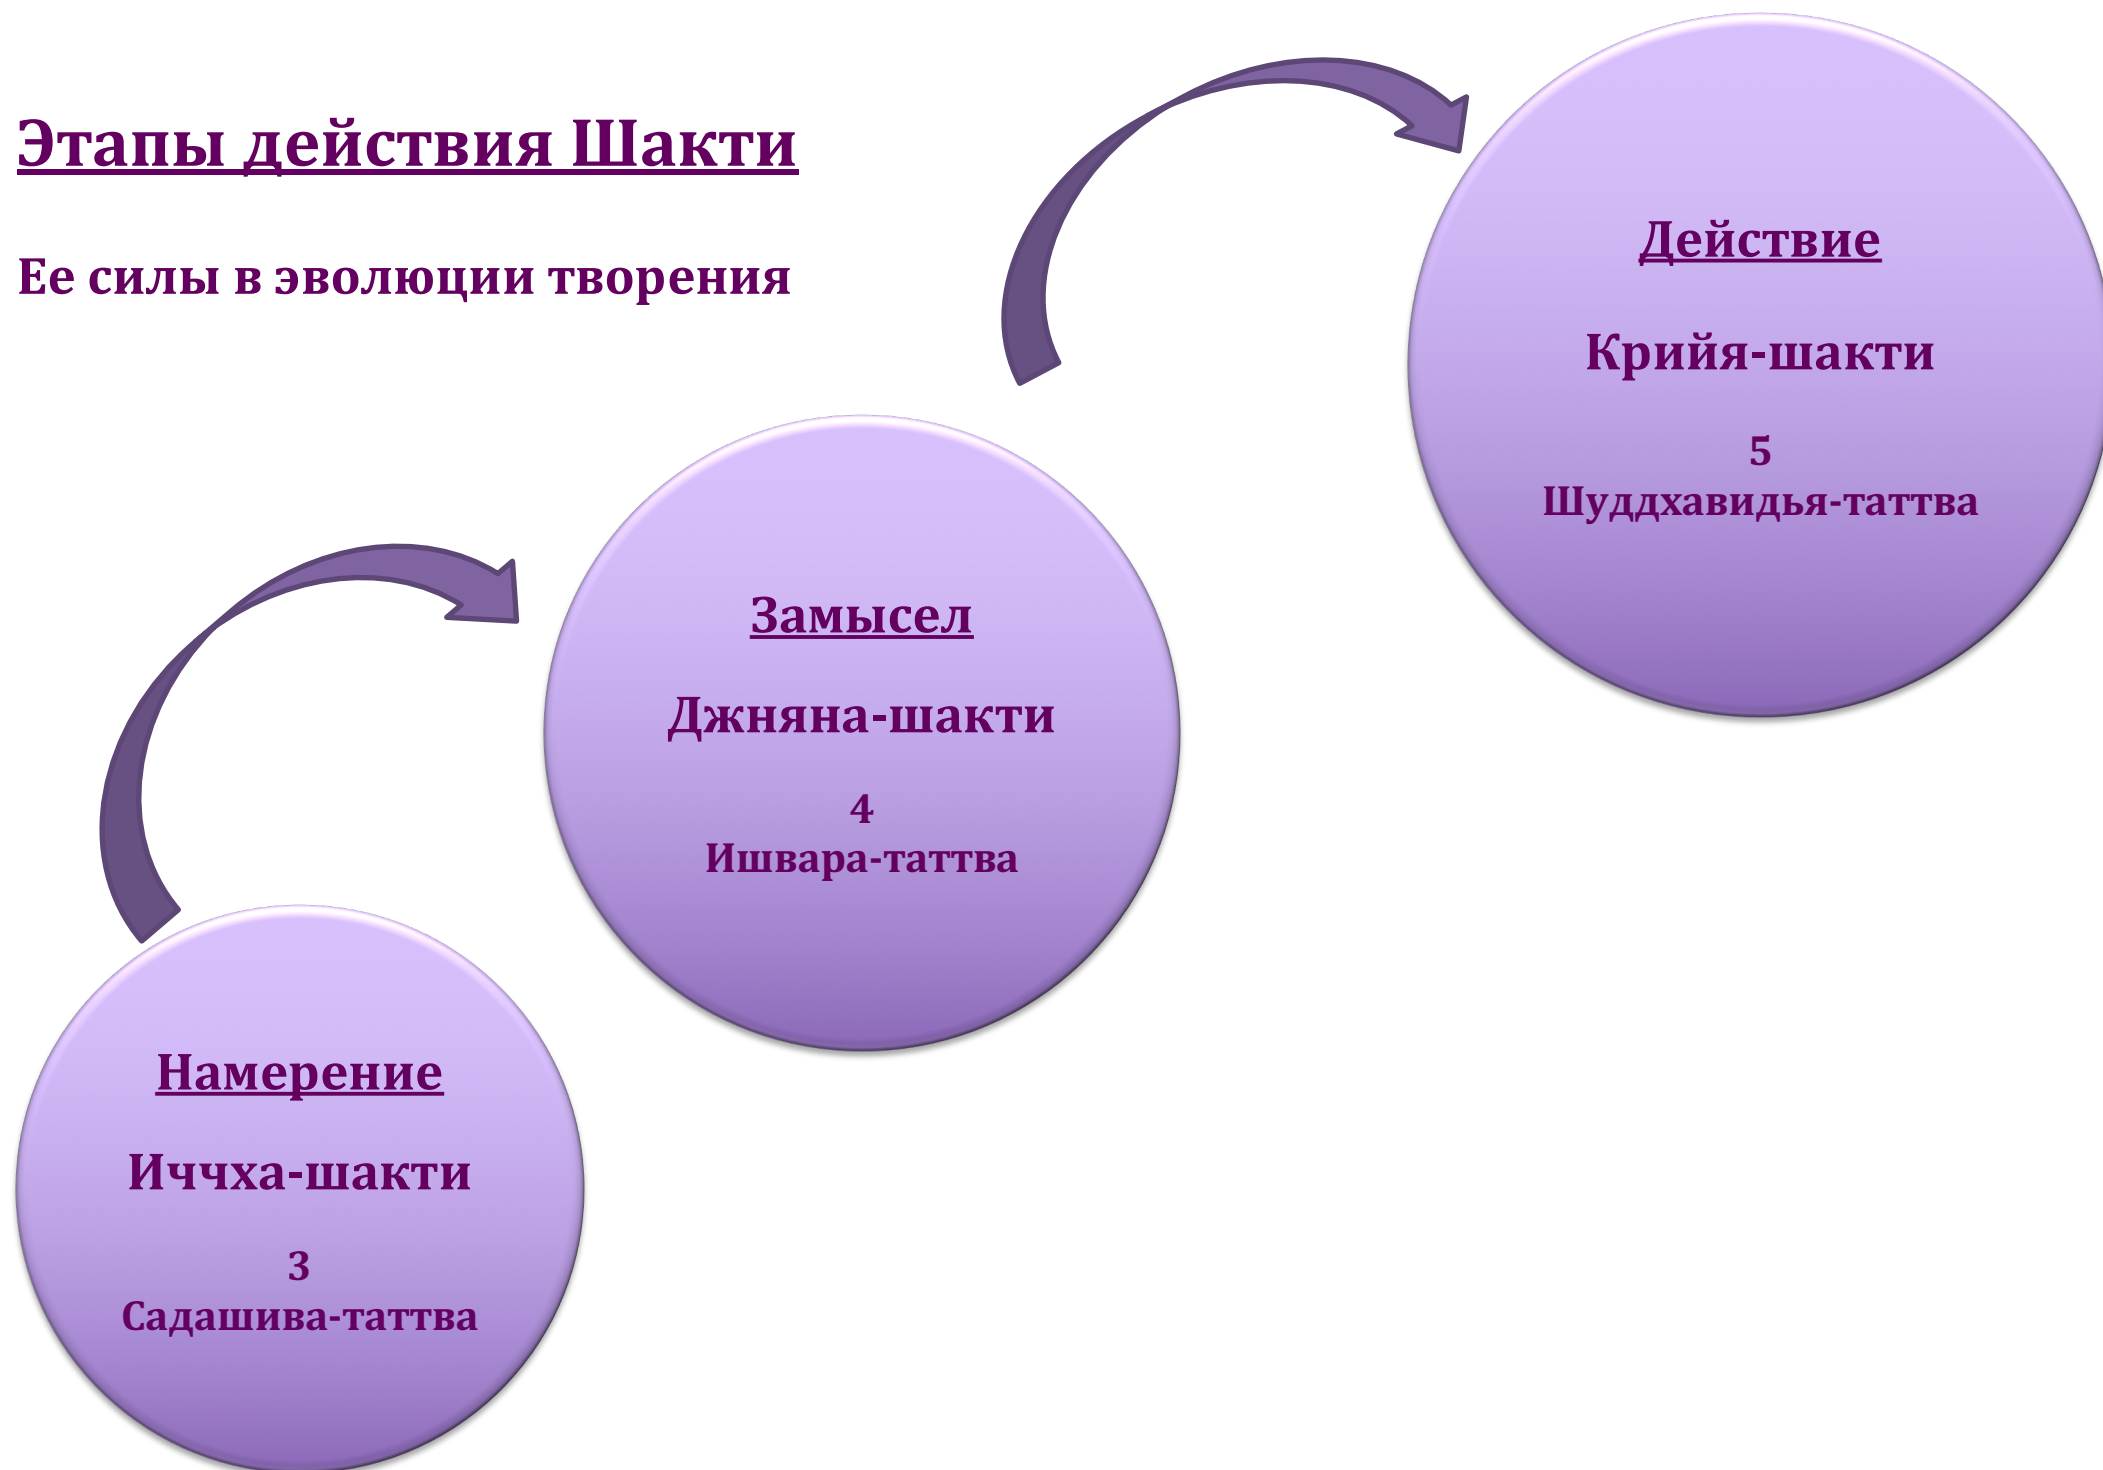 Этапы действия Шакти
Ее силы в эволюции творения
Намерение
Иччха-шакти
3
Садашива-таттва
Замысел
Джняна-шакти
4
Ишвара-таттва
Действие
Крийя-шакти
5
Шуддхавидья-таттва